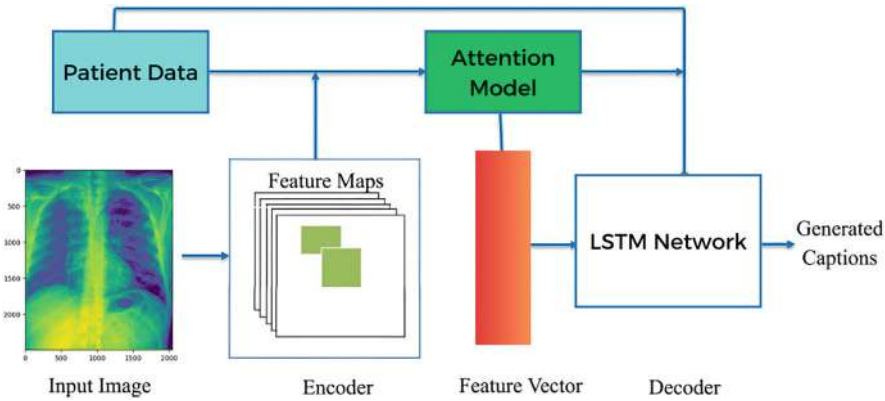 Patient Data
Attention
Model
0
500
1000
1500
2000
0
500
1000
1500
2000
Feature Maps
LSTM Network
Generated
Captions
Input Image
Encoder
Feature Vector
Decoder